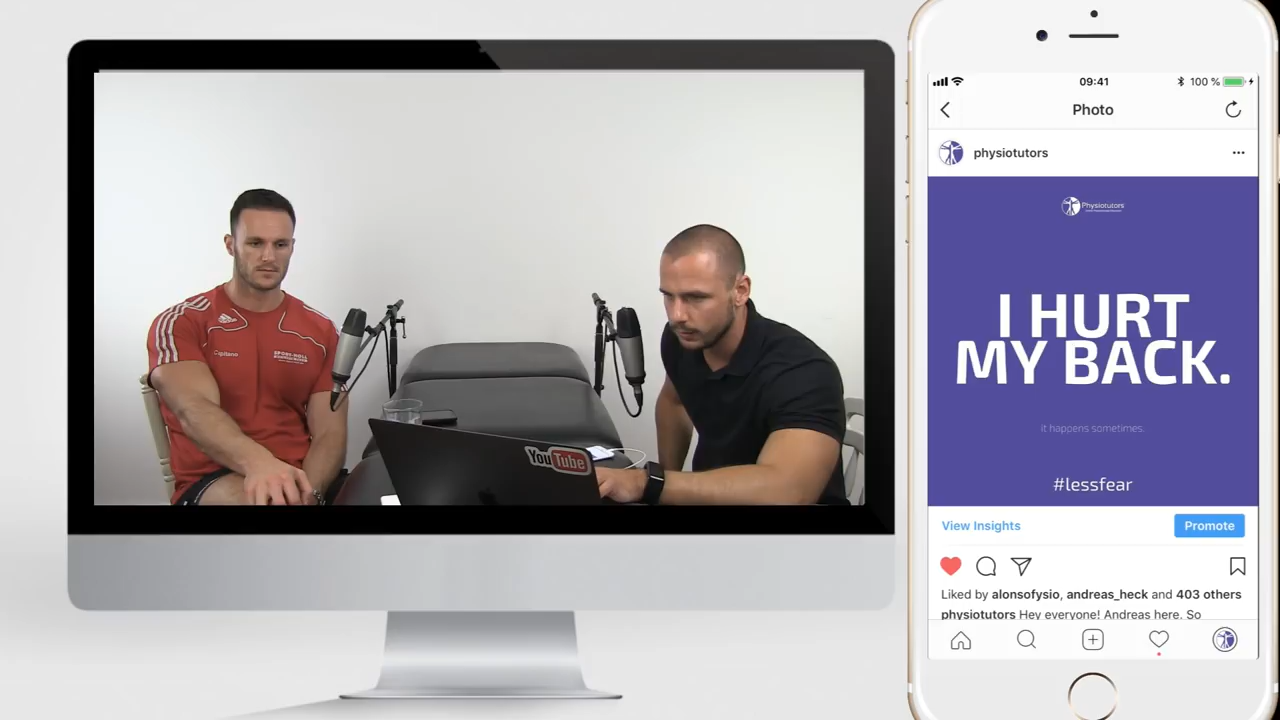 09:41
100 %
Photo
physiotutors
Physiotutors
I HURT
MY BACK.
it happens sometimes.
#lessfear
View Insights
Promote
Liked by alonsofysio, andreas_heck and 403 others
physiotutors Hey everyone! Andreas here. So
YouTube